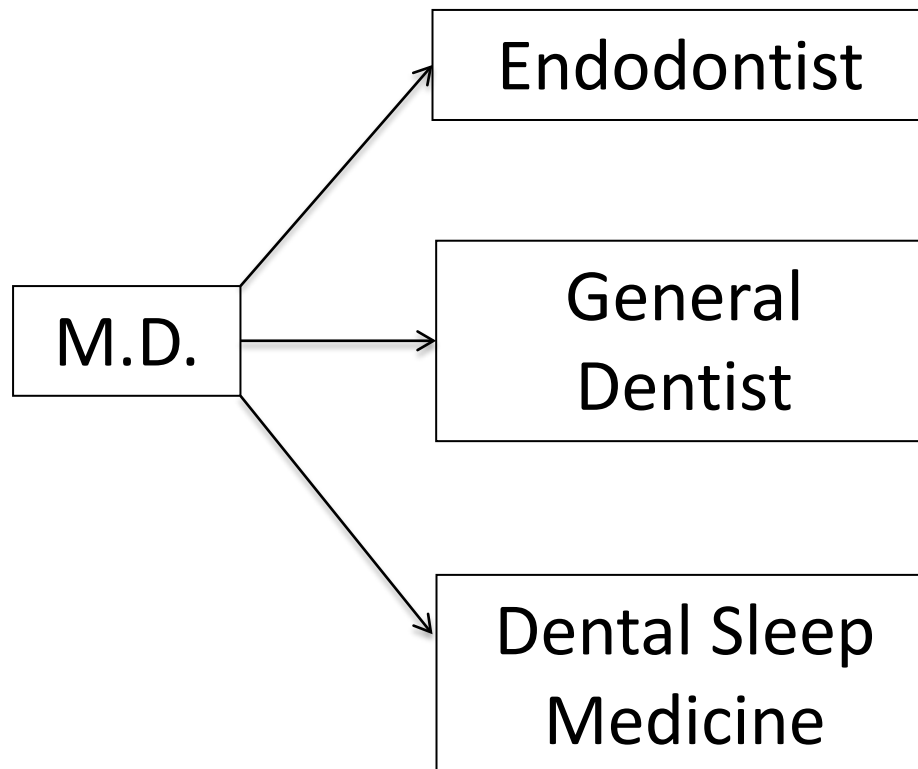 Endodontist
General
Dentist
M.D.
Dental Sleep
Medicine